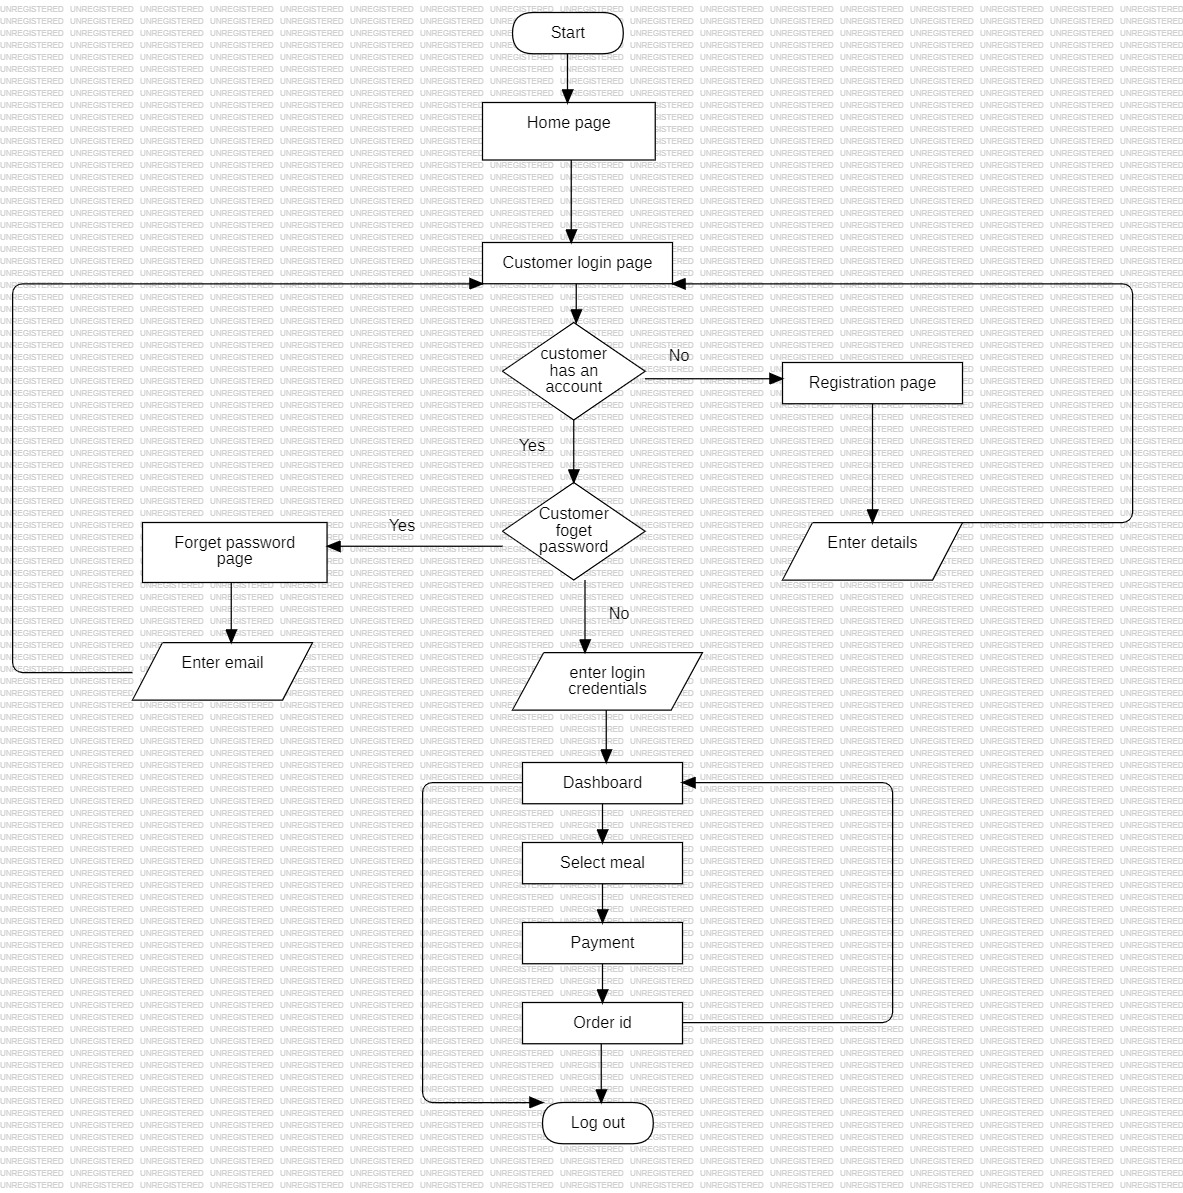 Start
Home page
Customer login page
customer
has an
account
No
Registration page
Yes
Customer
foget
password
Yes
Forget password
page
Enter details
No
Enter email
enter login
credentials
Dashboard
Select meal
Payment
Order id
Log out
UNREGISTERED